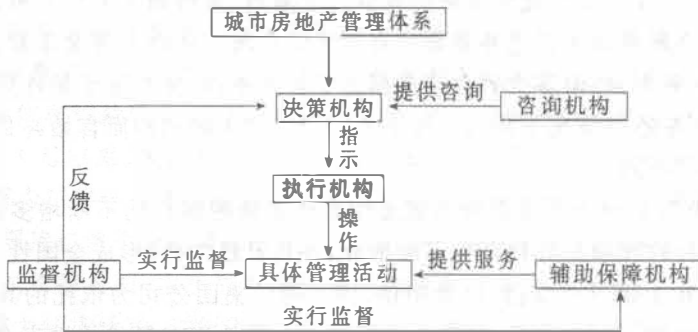 城市房地产管理体系
决策机构
提供咨询
咨询机构
指示
反馈
执行机构
操作
监督机构
实行监督
具体管理活动
提供服务
辅助保障机构
实行监督